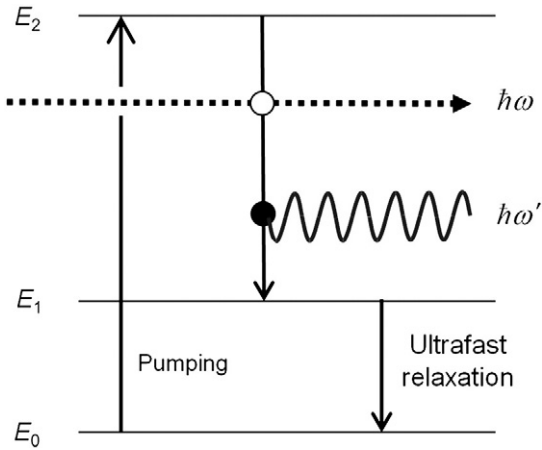 E₂
ħω
ħω′
E₁
Pumping
Ultrafast
relaxation
E₀